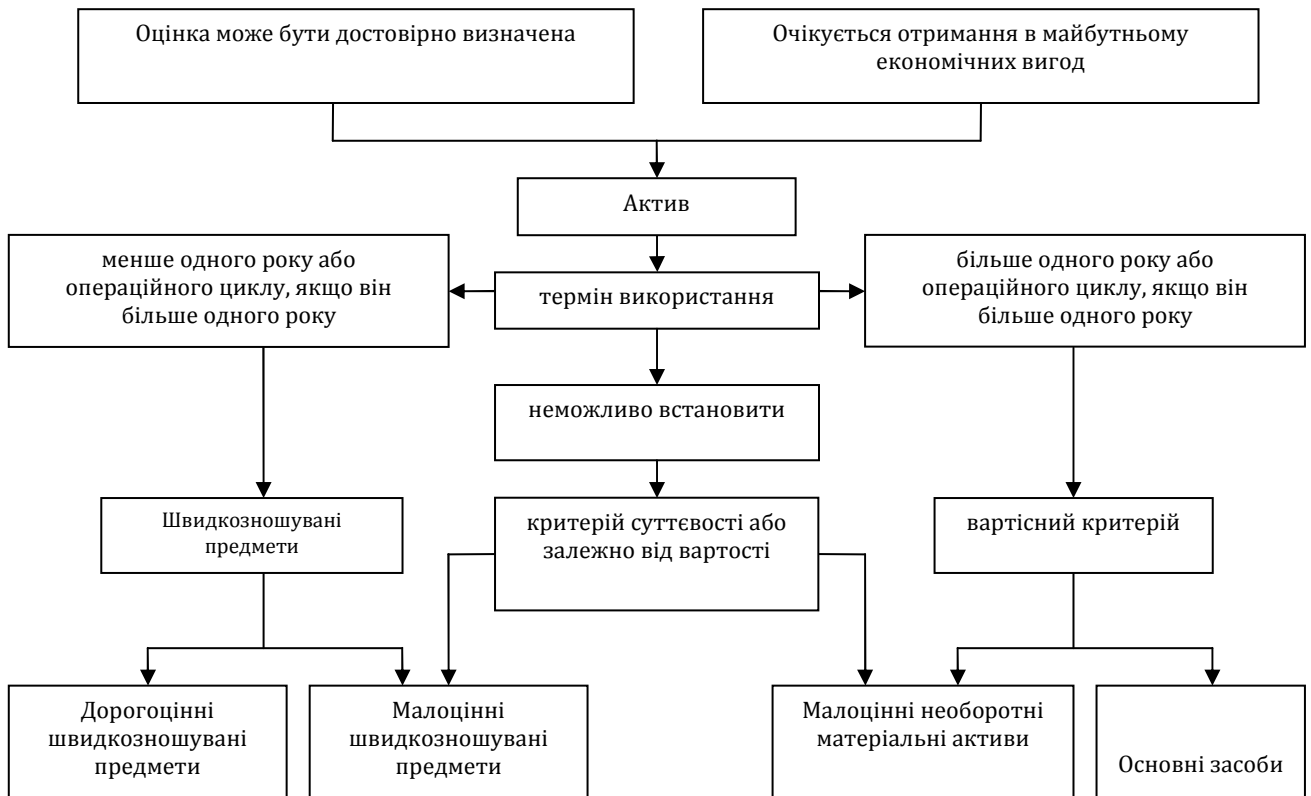 Оцінка може бути достовірно визначена
Очікується отримання в майбутньому
економічних вигод
Актив
менше одного року або
операційного циклу, якщо він
більше одного року
термін використання
більше одного року або
операційного циклу, якщо він
більше одного року
неможливо встановити
Швидкозношувані
предмети
критерій суттєвості або
залежно від вартості
вартісний критерій
Дорогоцінні
швидкозношувані
предмети
Малоцінні
швидкозношувані
предмети
Малоцінні необоротні
матеріальні активи
Основні засоби